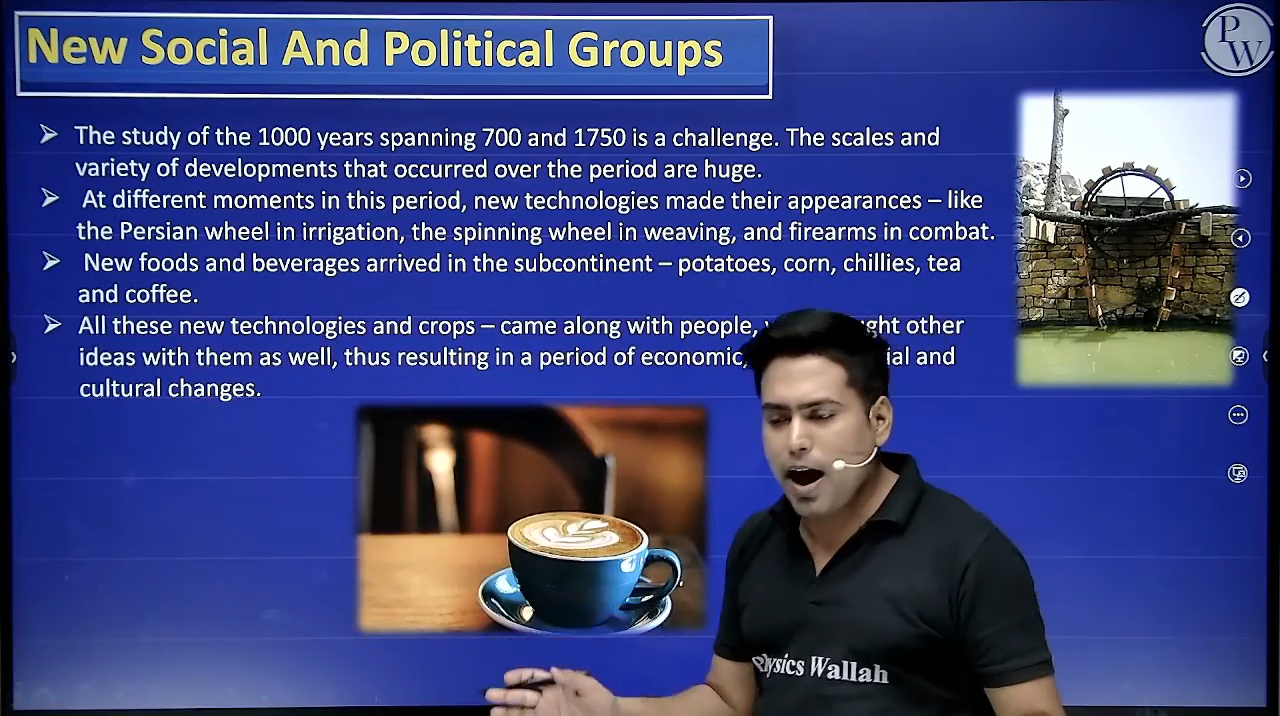 New Social And Political Groups
PW
➢ The study of the 1000 years spanning 700 and 1750 is a challenge. The scales and
variety of developments that occurred over the period are huge.
➢ At different moments in this period, new technologies made their appearances – like
the Persian wheel in irrigation, the spinning wheel in weaving, and firearms in combat.
➢ New foods and beverages arrived in the subcontinent – potatoes, corn, chillies, tea
and coffee.
➢ All these new technologies and crops – came along with people, other
ideas with them as well, thus resulting in a period of economic, and
cultural changes.
Physics Wallah